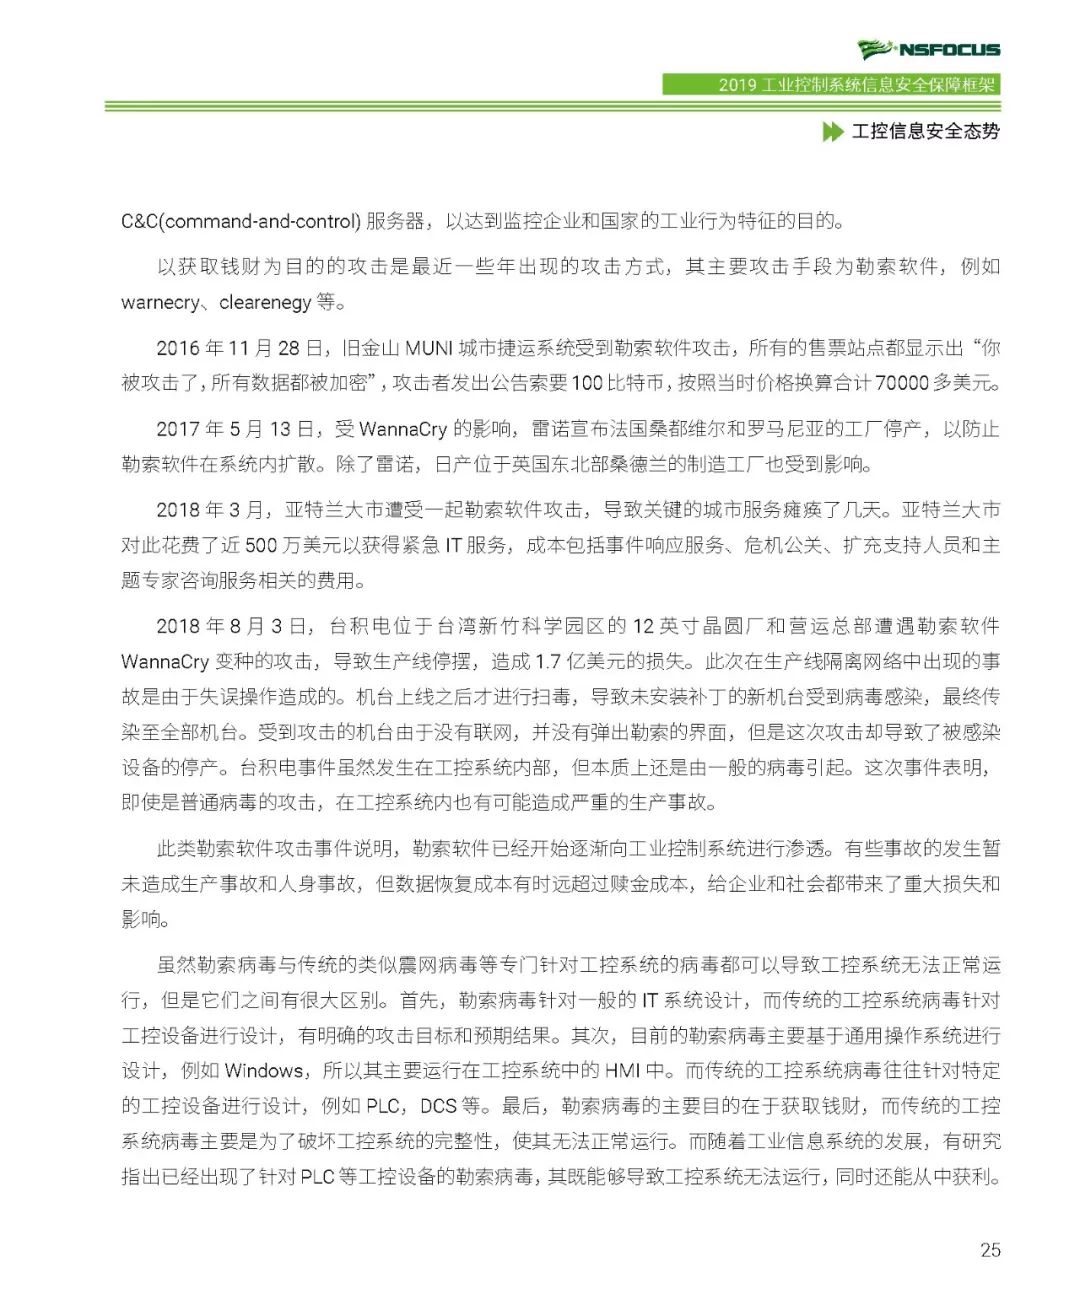 NSFOCUS
2019 工业控制系统信息安全保障框架
工控信息安全态势
C&C(command-and-control) 服务器，以达到监控企业和国家的工业行为特征的目的。
以获取钱财为目的的攻击是最近一些年出现的攻击方式，其主要攻击手段为勒索软件，例如
warnecry、clearenegy 等。
2016 年 11 月 28 日，旧金山 MUNI 城市捷运系统受到勒索软件攻击，所有的售票站点都显示出“你
被攻击了，所有数据都被加密”，攻击者发出公告索要 100 比特币，按照当时价格换算合计 70000 多美元。
2017 年 5 月 13 日，受 WannaCry 的影响，雷诺宣布法国桑都维尔和罗马尼亚的工厂停产，以防止
勒索软件在系统内扩散。除了雷诺，日产位于英国东北部桑德兰的制造工厂也受到影响。
2018 年 3 月，亚特兰大市遭受一起勒索软件攻击，导致关键的城市服务瘫痪了几天。亚特兰大市
对此花费了近 500 万美元以获得紧急 IT 服务，成本包括事件响应服务、危机公关、扩充支持人员和主
题专家咨询服务相关的费用。
2018 年 8 月 3 日，台积电位于台湾新竹科学园区的 12 英寸晶圆厂和营运总部遭遇勒索软件
WannaCry 变种的攻击，导致生产线停摆，造成 1.7 亿美元的损失。此次在生产线隔离网络中出现的事
故是由于失误操作造成的。机台上线之后才进行扫毒，导致未安装补丁的新机台受到病毒感染，最终传
染至全部机台。受到攻击的机台由于没有联网，并没有弹出勒索的界面，但是这次攻击却导致了被感染
设备的停产。台积电事件虽然发生在工控系统内部，但本质上还是由一般的病毒引起。这次事件表明，
即使是普通病毒的攻击，在工控系统内也有可能造成严重的生产事故。
此类勒索软件攻击事件说明，勒索软件已经开始逐渐向工业控制系统进行渗透。有些事故的发生暂
未造成生产事故和人身事故，但数据恢复成本有时远超过赎金成本，给企业和社会都带来了重大损失和
影响。
虽然勒索病毒与传统的类似震网病毒等专门针对工控系统的病毒都可以导致工控系统无法正常运
行，但是它们之间有很大区别。首先，勒索病毒针对一般的 IT 系统设计，而传统的工控系统病毒针对
工控设备进行设计，有明确的攻击目标和预期结果。其次，目前的勒索病毒主要基于通用操作系统进行
设计，例如 Windows，所以其主要运行在工控系统中的 HMI 中。而传统的工控系统病毒往往针对特定
的工控设备进行设计，例如 PLC，DCS 等。最后，勒索病毒的主要目的在于获取钱财，而传统的工控
系统病毒主要是为了破坏工控系统的完整性，使其无法正常运行。而随着工业信息系统的发展，有研究
指出已经出现了针对 PLC 等工控设备的勒索病毒，其既能够导致工控系统无法运行，同时还能从中获利。
25